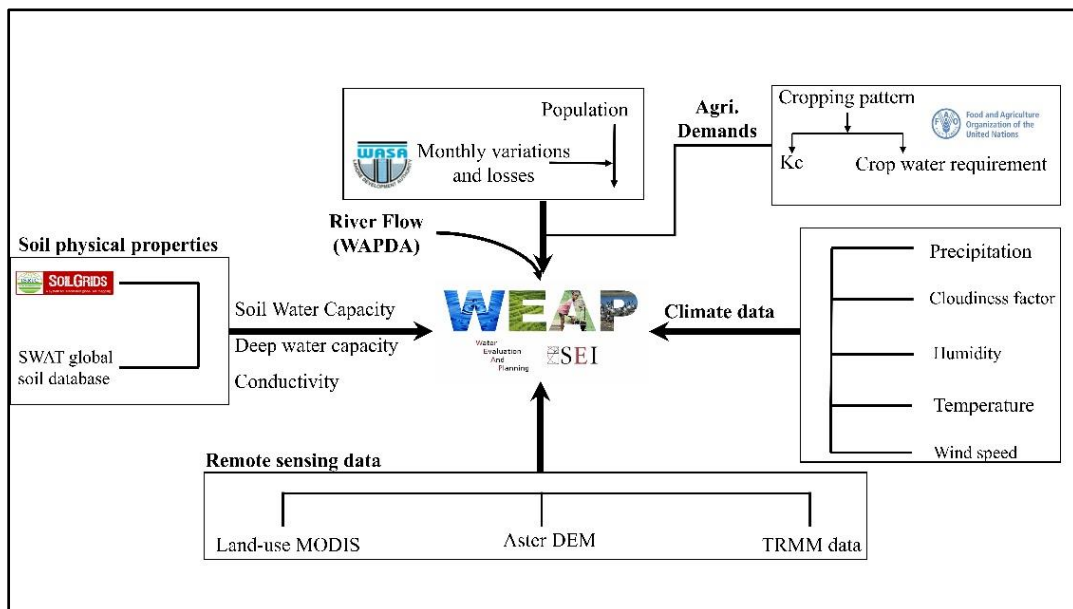 Population
WASA
LAHORE DEVELOPMENT AUTHORITY
Monthly variations
and losses
Agri.
Demands
Cropping pattern
Food and Agriculture
Organization of the
United Nations
Kc
Crop water requirement
River Flow
(WAPDA)
Soil physical properties
SOILGRIDS
SWAT global
soil database
Soil Water Capacity
Deep water capacity
Conductivity
WEAP
Water
Evaluation
And
Planning
SEI
Climate data
Precipitation
Cloudiness factor
Humidity
Temperature
Wind speed
Remote sensing data
Land-use MODIS
Aster DEM
TRMM data